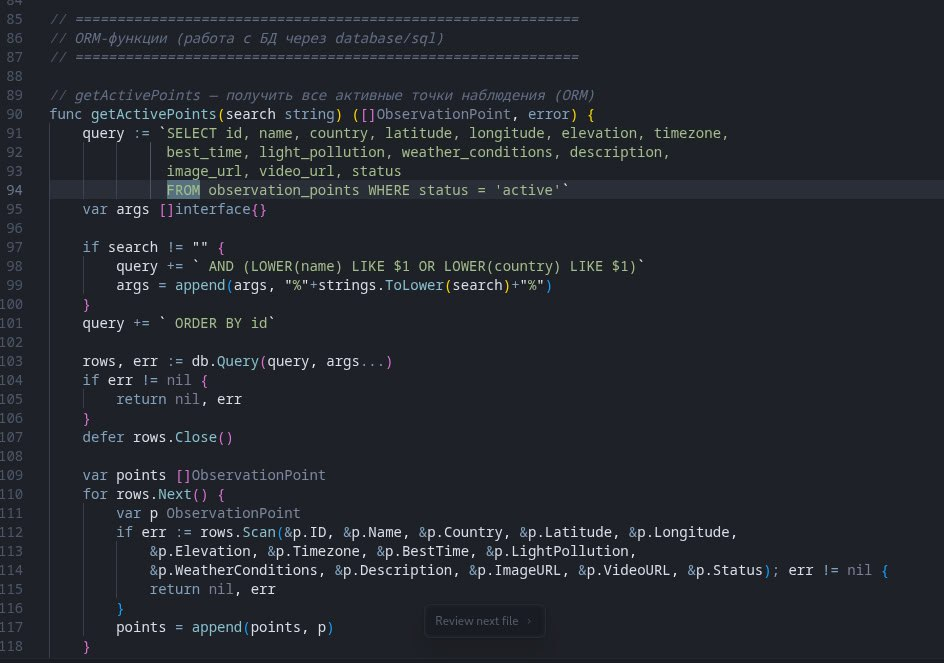 84
85 // ============================================================
86 // ORM-функции (работа с БД через database/sql)
87 // ============================================================
88
89 // getActivePoints — получить все активные точки наблюдения (ORM)
90 func getActivePoints(search string) ([]ObservationPoint, error) {
91     query := `SELECT id, name, country, latitude, longitude, elevation, timezone,
92               best_time, light_pollution, weather_conditions, description,
93               image_url, video_url, status
94               FROM observation_points WHERE status = 'active'`
95     var args []interface{}
96
97     if search != "" {
98         query += ` AND (LOWER(name) LIKE $1 OR LOWER(country) LIKE $1)`
99         args = append(args, "%"+strings.ToLower(search)+"%")
100     }
101     query += ` ORDER BY id`
102
103     rows, err := db.Query(query, args...)
104     if err != nil {
105         return nil, err
106     }
107     defer rows.Close()
108
109     var points []ObservationPoint
110     for rows.Next() {
111         var p ObservationPoint
112         if err := rows.Scan(&p.ID, &p.Name, &p.Country, &p.Latitude, &p.Longitude,
113             &p.Elevation, &p.Timezone, &p.BestTime, &p.LightPollution,
114             &p.WeatherConditions, &p.Description, &p.ImageURL, &p.VideoURL, &p.Status); err != nil {
115             return nil, err
116         }
117         points = append(points, p)
118     }
Review next file ›